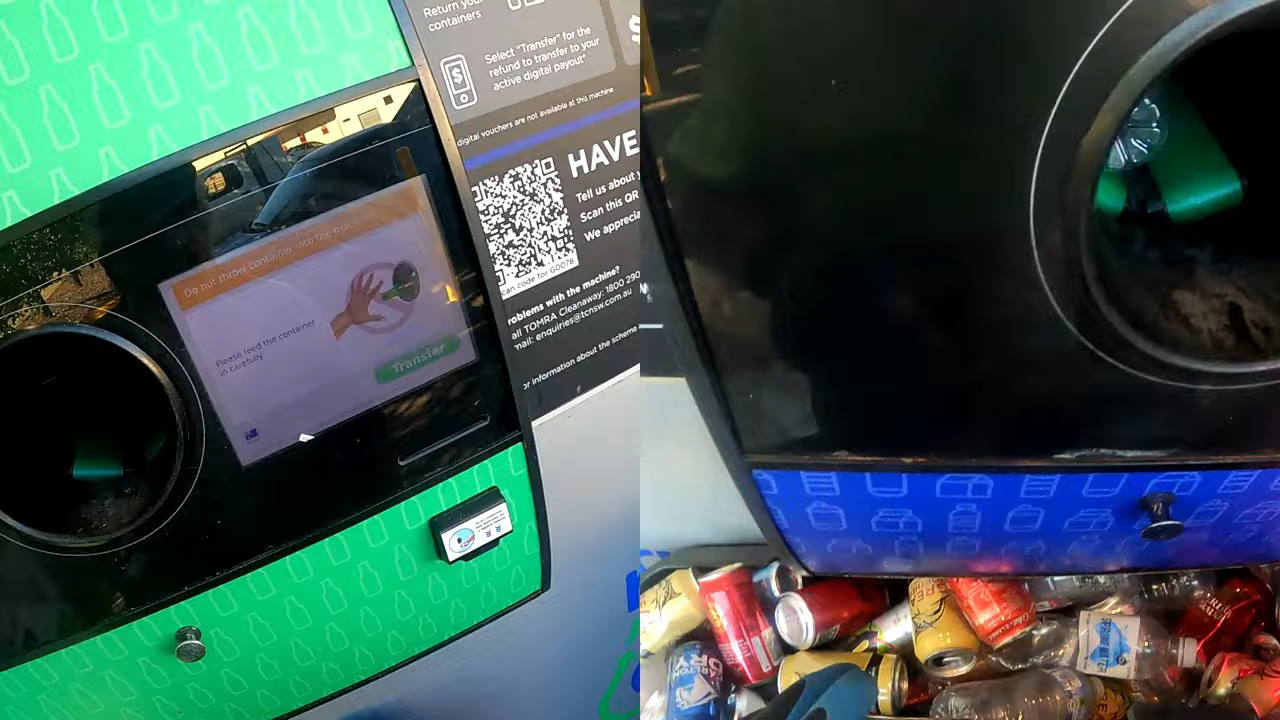 Return your
containers
Select "Transfer" for the
refund to transfer to your
active digital payout*
digital vouchers are not available at this machine
HAVE
Tell us about
Scan this QR
We apprecia
can code for G0078
roblems with the machine?
all TOMRA Cleanaway: 1800 290
mail: enquiries@tcnsw.com.au
or information about the scheme
Do not throw container into the machine
Please feed the container
in carefully
Transfer
SPRING WATER
DRY